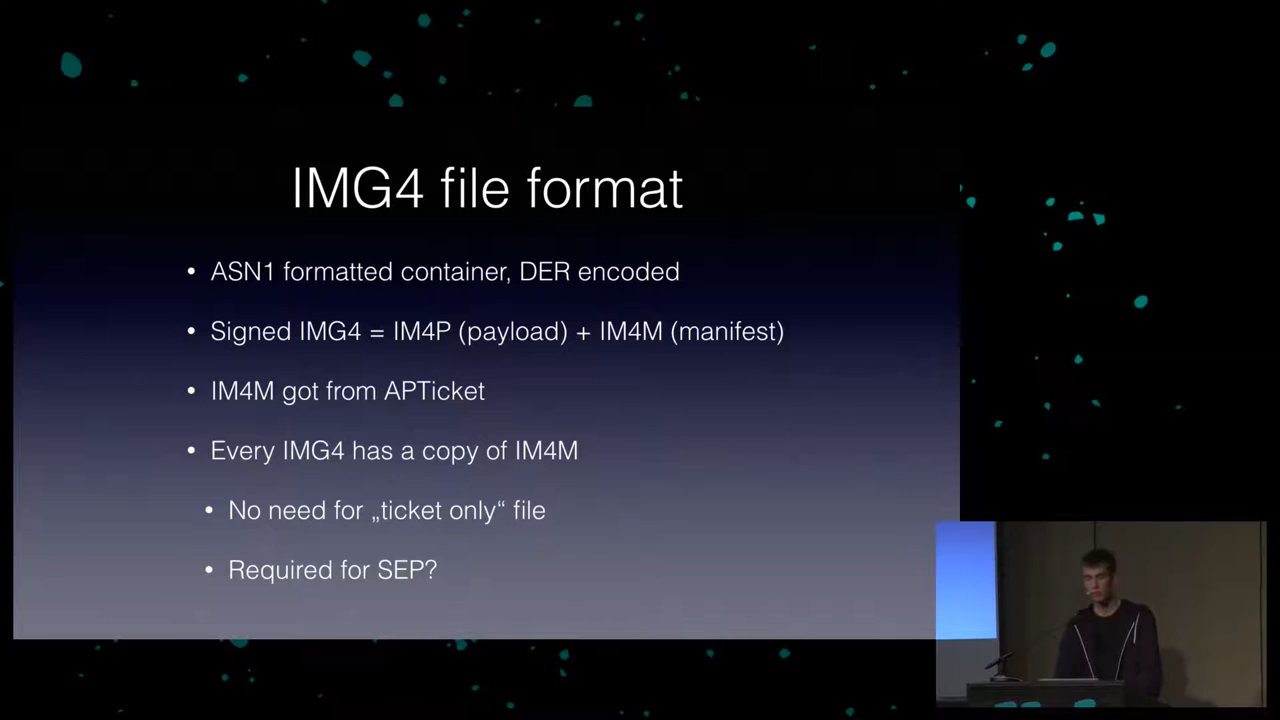 IMG4 file format
• ASN1 formatted container, DER encoded
• Signed IMG4 = IM4P (payload) + IM4M (manifest)
• IM4M got from APTicket
• Every IMG4 has a copy of IM4M
• No need for „ticket only“ file
• Required for SEP?